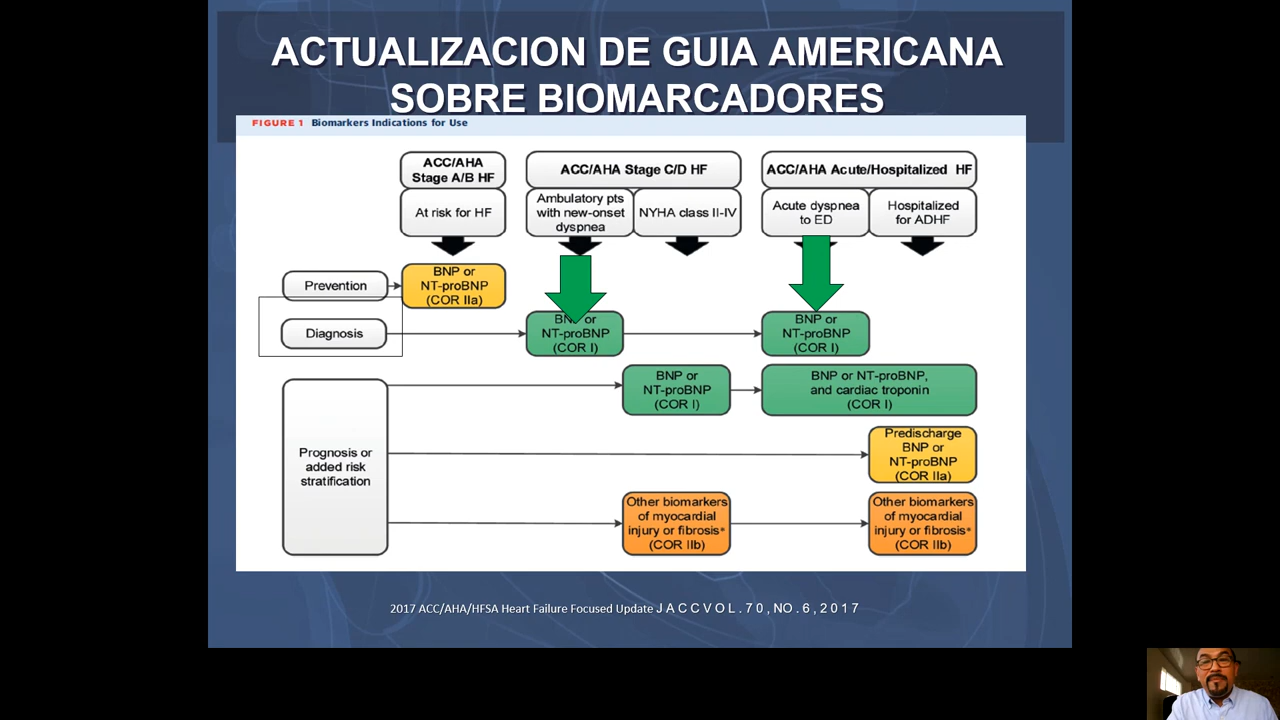 ACTUALIZACION DE GUIA AMERICANA
SOBRE BIOMARCADORES
FIGURE 1 Biomarkers Indications for Use
ACC/AHA
Stage A/B HF
At risk for HF
ACC/AHA Stage C/D HF
Ambulatory pts
with new-onset
dyspnea
NYHA class II-IV
ACC/AHA Acute/Hospitalized HF
Acute dyspnea
to ED
Hospitalized
for ADHF
Prevention
BNP or
NT-proBNP
(COR IIa)
Diagnosis
BNP or
NT-proBNP
(COR I)
BNP or
NT-proBNP
(COR I)
Prognosis or
added risk
stratification
BNP or
NT-proBNP
(COR I)
BNP or NT-proBNP,
and cardiac troponin
(COR I)
Predischarge
BNP or
NT-proBNP
(COR IIa)
Other biomarkers
of myocardial
injury or fibrosis*
(COR IIb)
Other biomarkers
of myocardial
injury or fibrosis*
(COR IIb)
2017 ACC/AHA/HFSA Heart Failure Focused Update J A C C V O L . 7 0 , NO . 6 , 2 0 1 7